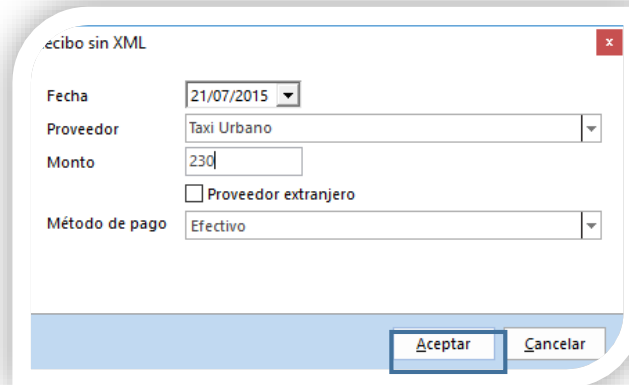 ecibo sin XML x
Fecha 21/07/2015
Proveedor Taxi Urbano
Monto 230
Proveedor extranjero
Método de pago Efectivo
Aceptar Cancelar